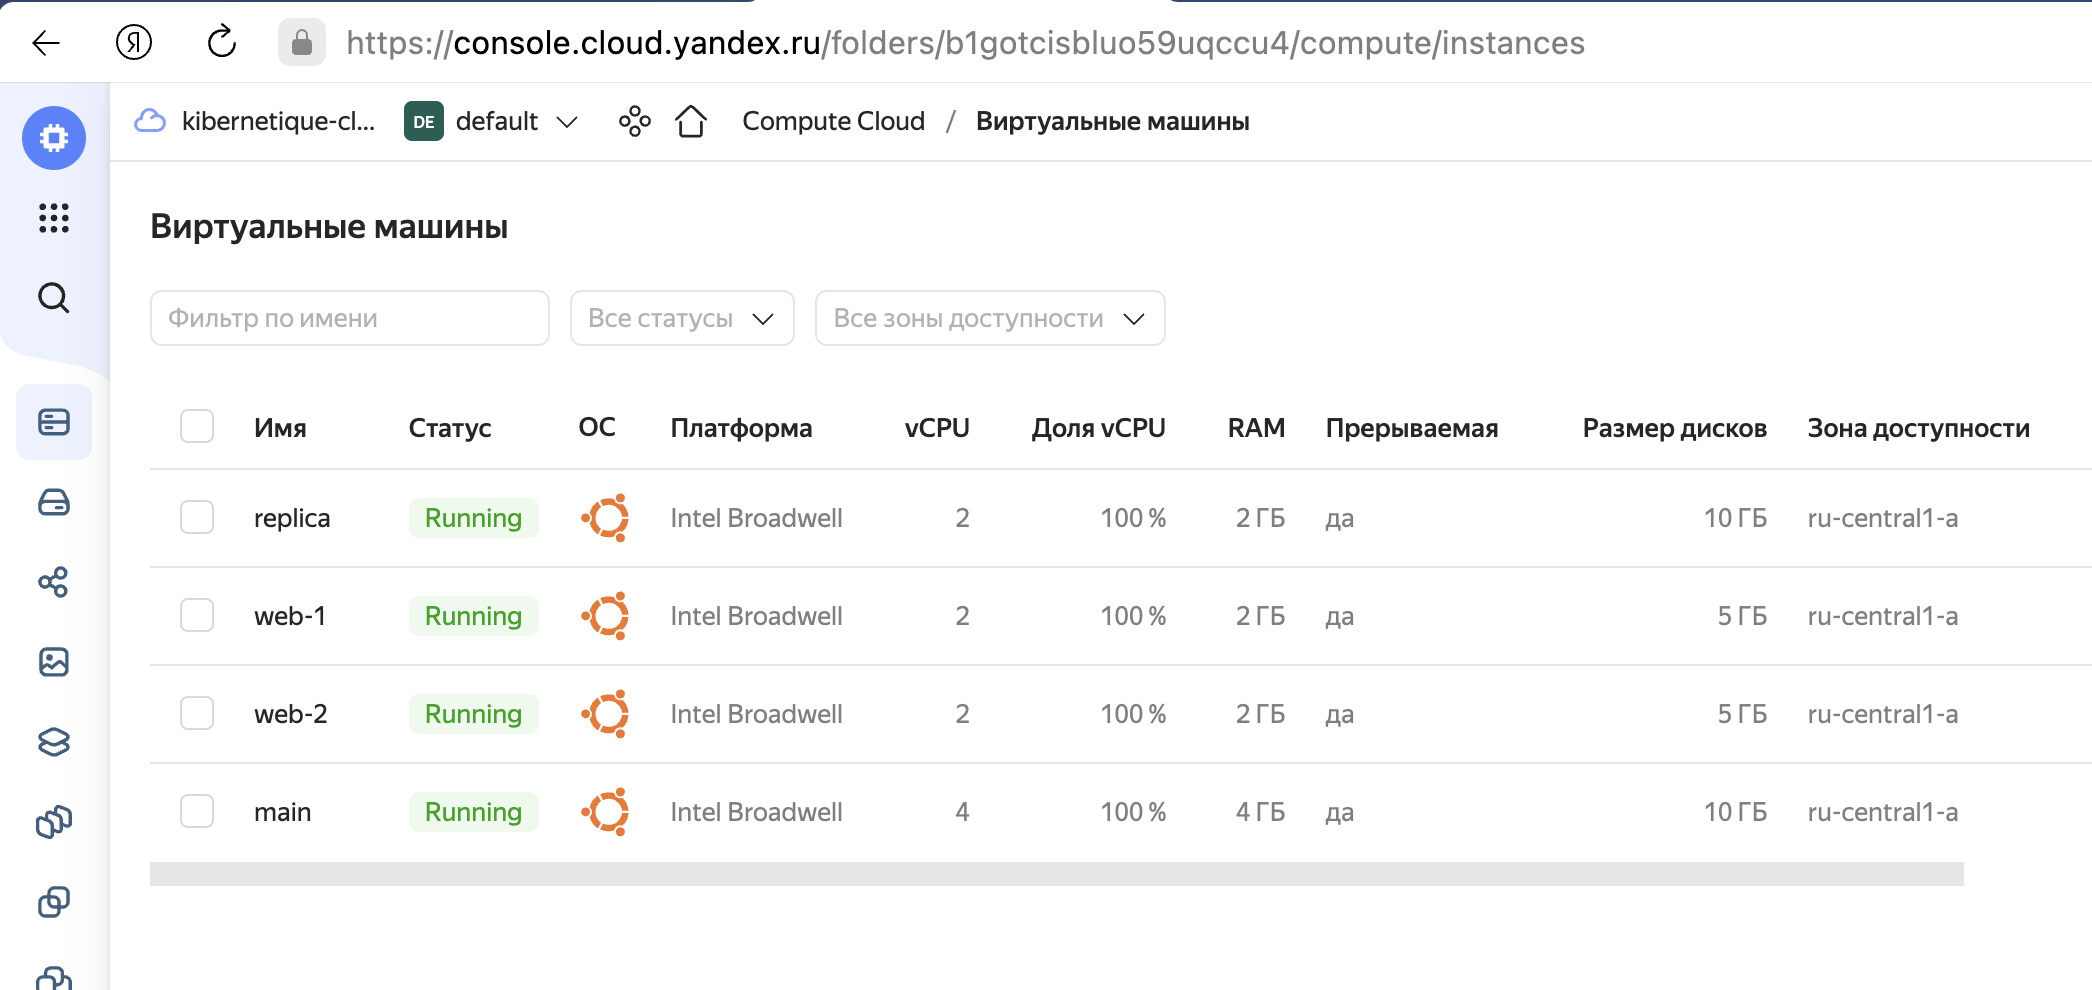 https://console.cloud.yandex.ru/folders/b1gotcisbluo59uqccu4/compute/instances
kibernetique-cl... DE default Compute Cloud / Виртуальные машины
Виртуальные машины
Фильтр по имени Все статусы Все зоны доступности
Имя Статус ОС Платформа vCPU Доля vCPU RAM Прерываемая Размер дисков Зона доступности
replica Running Intel Broadwell 2 100 % 2 ГБ да 10 ГБ ru-central1-a
web-1 Running Intel Broadwell 2 100 % 2 ГБ да 5 ГБ ru-central1-a
web-2 Running Intel Broadwell 2 100 % 2 ГБ да 5 ГБ ru-central1-a
main Running Intel Broadwell 4 100 % 4 ГБ да 10 ГБ ru-central1-a